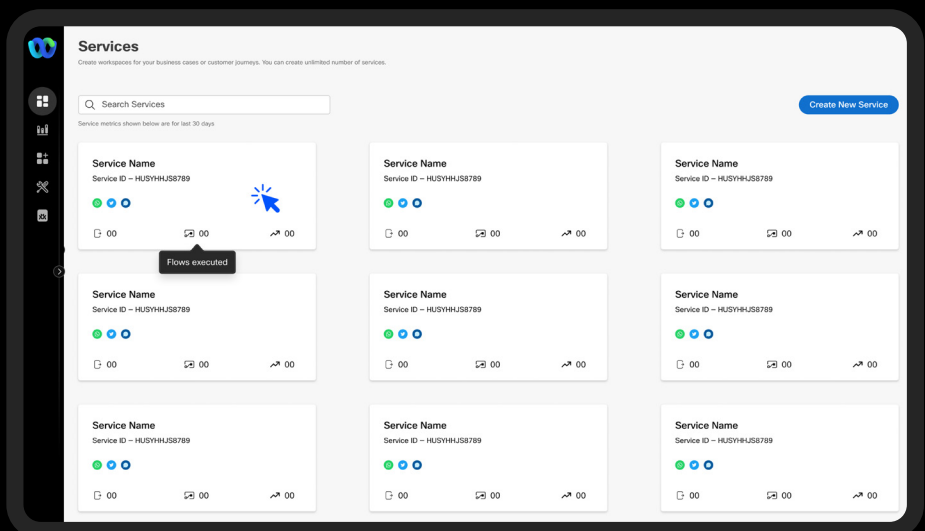 Services
Create workspaces for your business cases or customer journeys. You can create unlimited number of services.
Search Services
Create New Service
Service metrics shown below are for last 30 days
Service Name
Service ID – HUSYHHJS8789
00 00 00
Flows executed
Service Name
Service ID – HUSYHHJS8789
00 00 00
Service Name
Service ID – HUSYHHJS8789
00 00 00
Service Name
Service ID – HUSYHHJS8789
00 00 00
Service Name
Service ID – HUSYHHJS8789
00 00 00
Service Name
Service ID – HUSYHHJS8789
00 00 00
Service Name
Service ID – HUSYHHJS8789
00 00 00
Service Name
Service ID – HUSYHHJS8789
00 00 00
Service Name
Service ID – HUSYHHJS8789
00 00 00